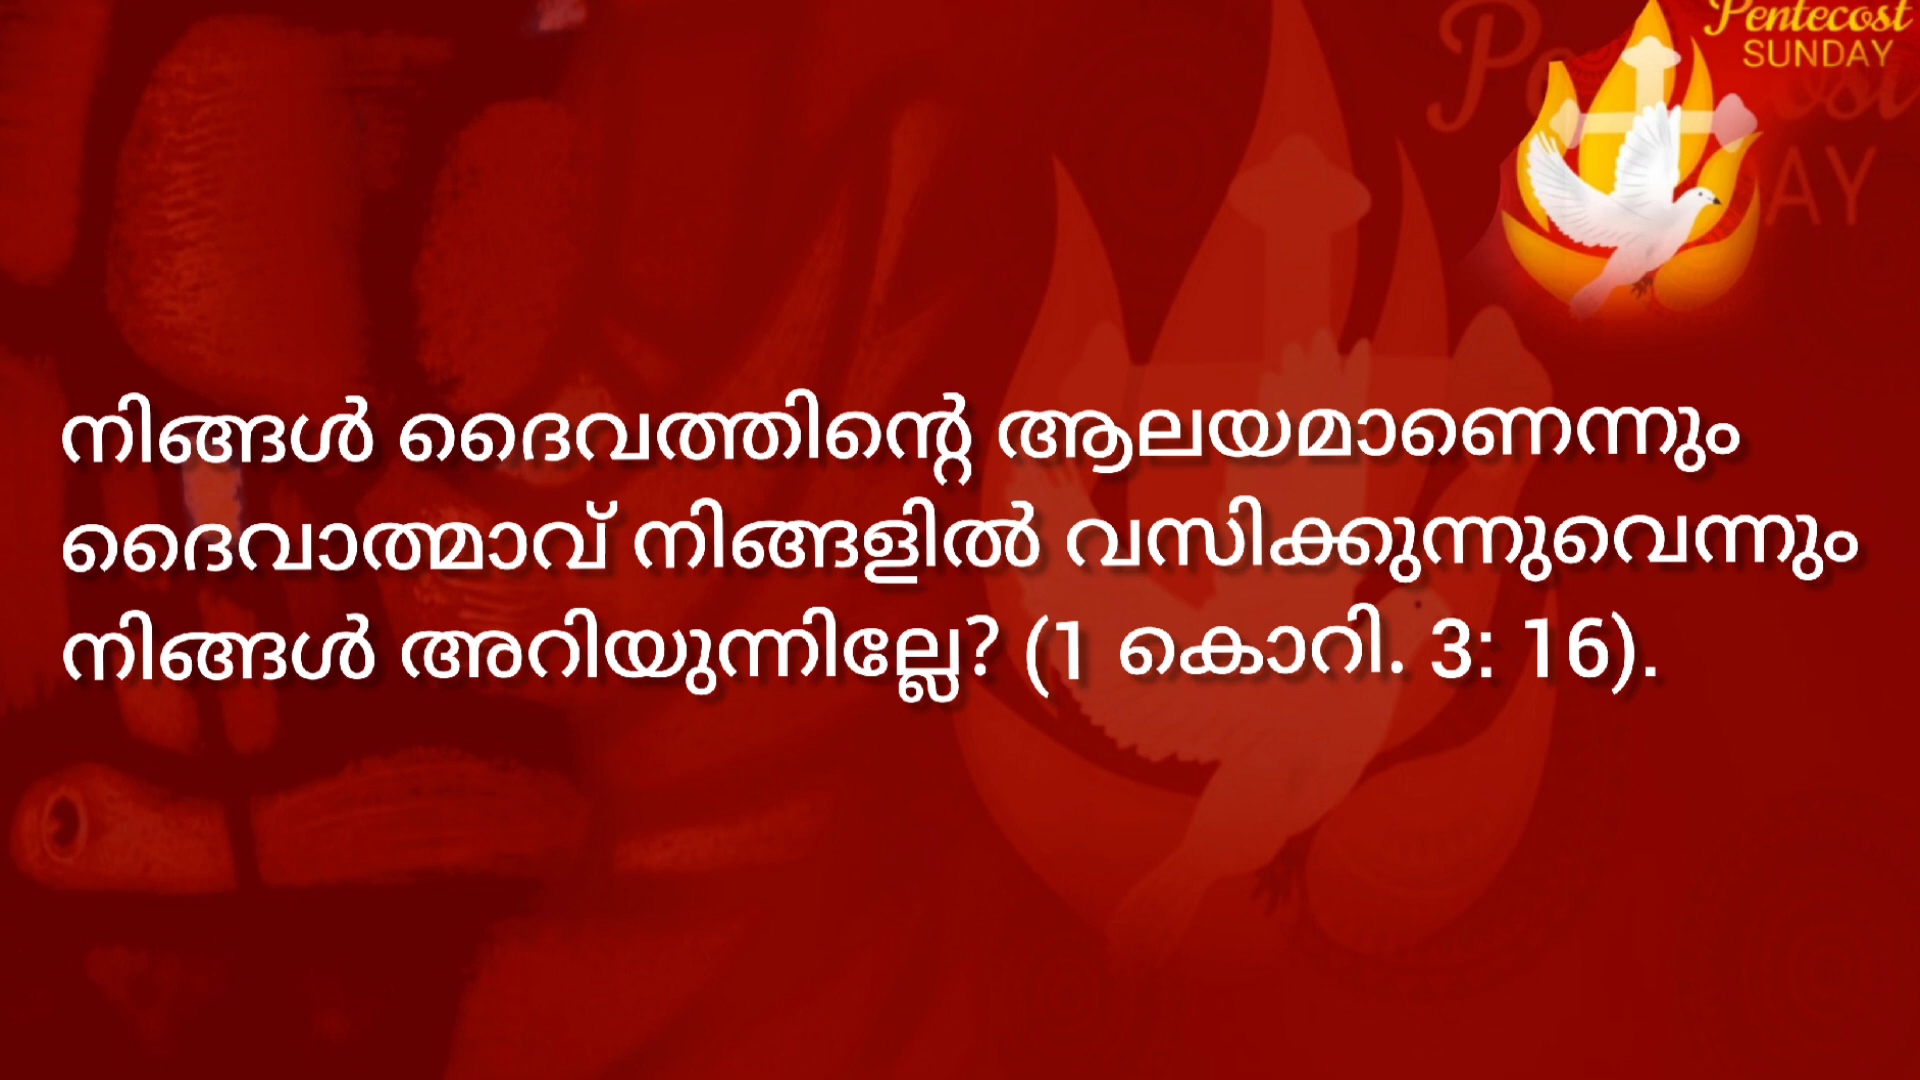 Pentecost
SUNDAY
നിങ്ങൾ ദൈവത്തിന്റെ ആലയമാണെന്നും
ദൈവാത്മാവ് നിങ്ങളിൽ വസിക്കുന്നുവെന്നും
നിങ്ങൾ അറിയുന്നില്ലേ? (1 കൊറി. 3: 16).